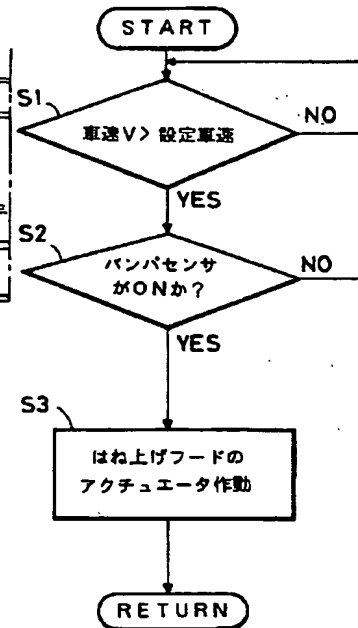 START
S1
車速V>設定車速
NO
YES
S2
バンパセンサ
がONか?
NO
YES
S3
はね上げフードの
アクチュエータ作動
RETURN